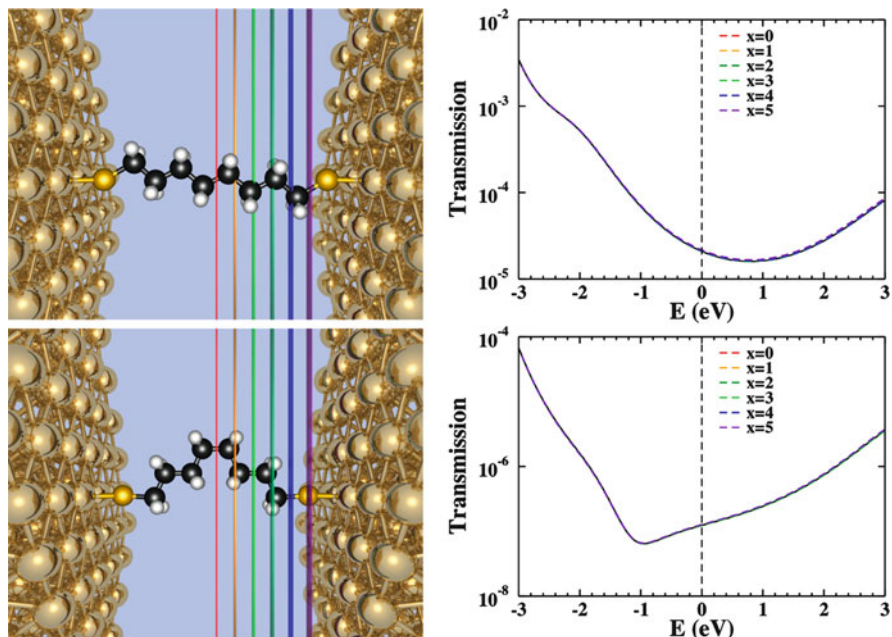 10^-2
10^-3
10^-4
10^-5
Transmission
x=0
x=1
x=2
x=3
x=4
x=5
-3 -2 -1 0 1 2 3
E (eV)
10^-4
10^-6
10^-8
Transmission
x=0
x=1
x=2
x=3
x=4
x=5
-3 -2 -1 0 1 2 3
E (eV)